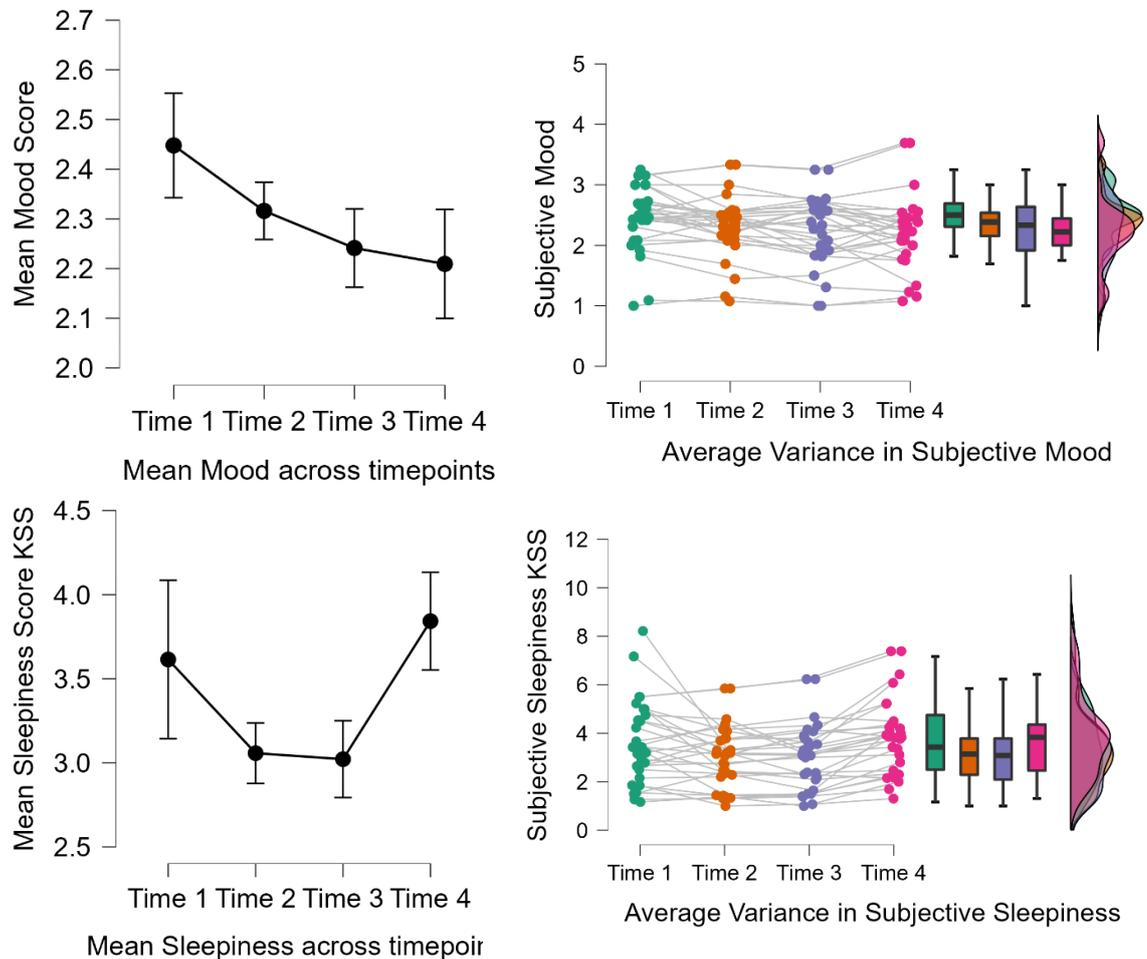 Mean Mood Score
2.7
2.6
2.5
2.4
2.3
2.2
2.1
2.0
Time 1 Time 2 Time 3 Time 4
Mean Mood across timepoints
Subjective Mood
5
4
3
2
1
0
Time 1 Time 2 Time 3 Time 4
Average Variance in Subjective Mood
Mean Sleepiness Score KSS
4.5
4.0
3.5
3.0
2.5
Time 1 Time 2 Time 3 Time 4
Mean Sleepiness across timepoin
Subjective Sleepiness KSS
12
10
8
6
4
2
0
Time 1 Time 2 Time 3 Time 4
Average Variance in Subjective Sleepiness